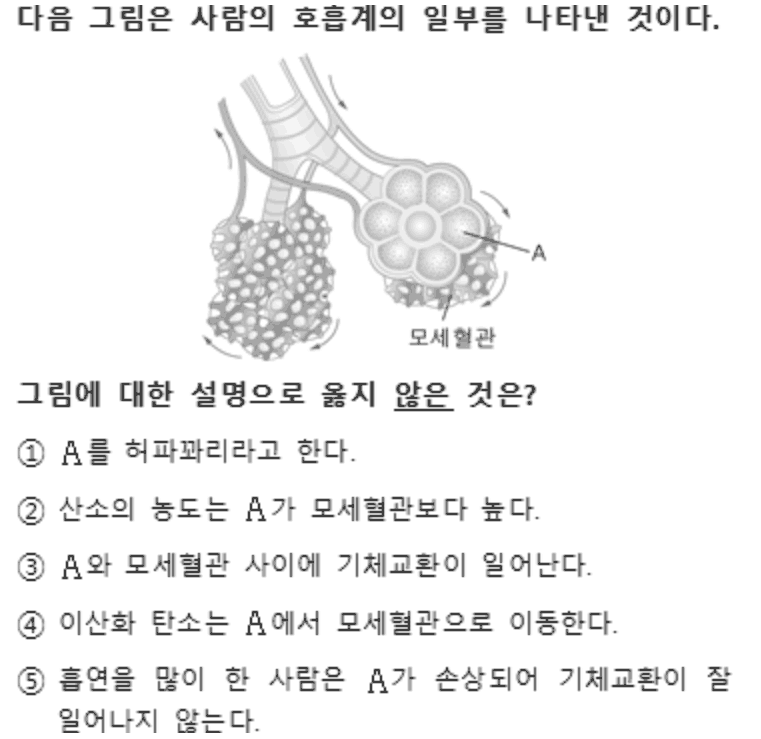 다음 그림은 사람의 호흡계의 일부를 나타낸 것이다.
A
모세혈관
그림에 대한 설명으로 옳지 않은 것은?
① A를 허파꽈리라고 한다.
② 산소의 농도는 A가 모세혈관보다 높다.
③ A와 모세혈관 사이에 기체교환이 일어난다.
④ 이산화 탄소는 A에서 모세혈관으로 이동한다.
⑤ 흡연을 많이 한 사람은 A가 손상되어 기체교환이 잘
일어나지 않는다.